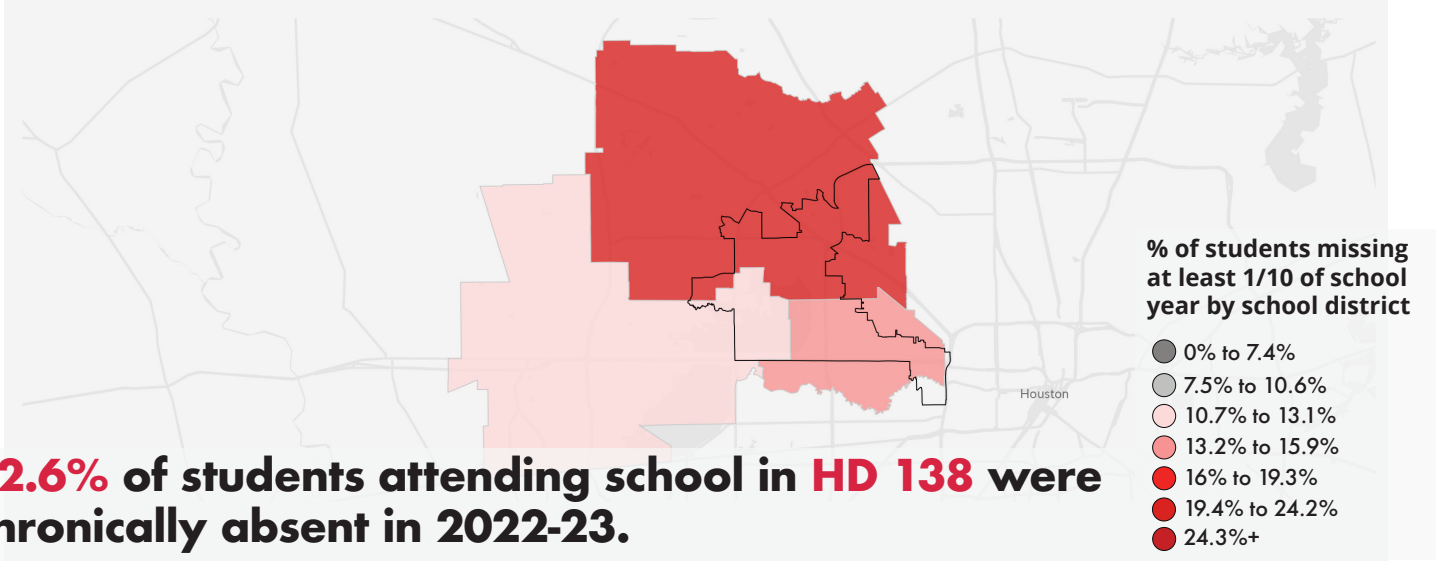 Houston
% of students missing
at least 1/10 of school
year by school district
0% to 7.4%
7.5% to 10.6%
10.7% to 13.1%
13.2% to 15.9%
16% to 19.3%
19.4% to 24.2%
24.3%+
2.6% of students attending school in HD 138 were
hronically absent in 2022-23.